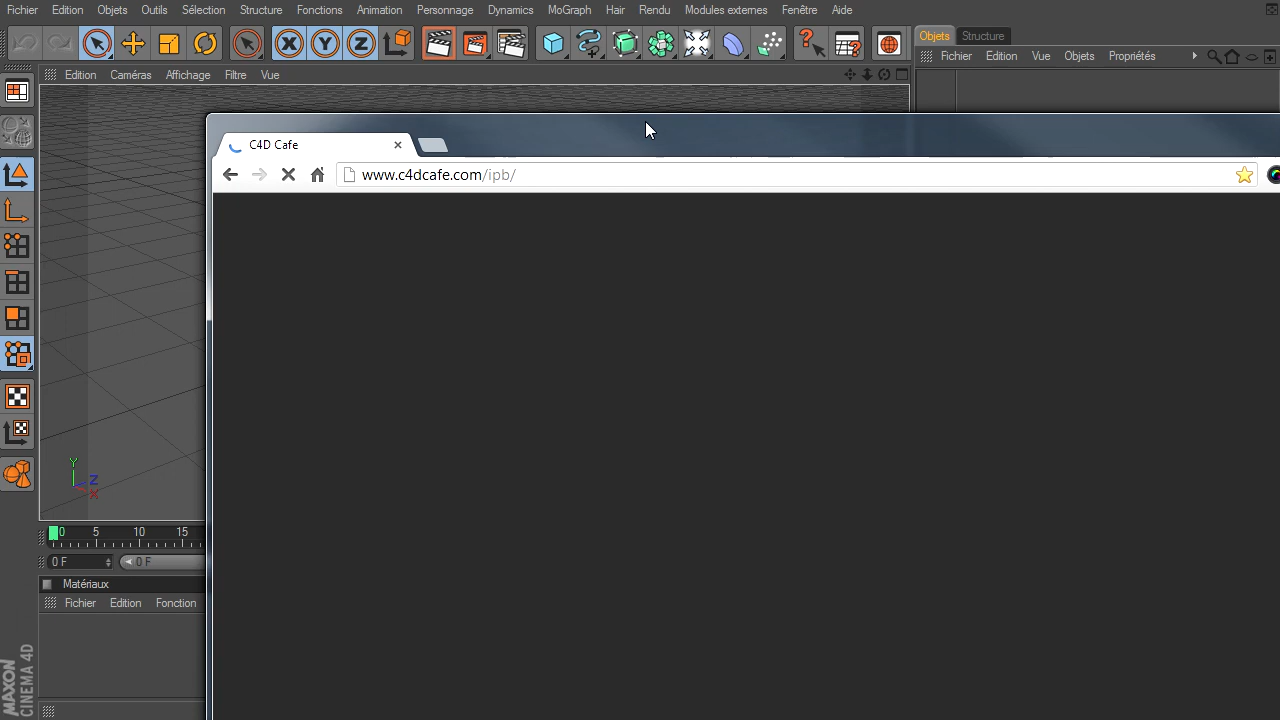 Fichier Edition Objets Outils Sélection Structure Fonctions Animation Personnage Dynamics MoGraph Hair Rendu Modules externes Fenêtre Aide
X Y Z
Objets Structure
Fichier Edition Vue Objets Propriétés
Edition Caméras Affichage Filtre Vue
C4D Cafe
www.c4dcafe.com/ipb/
Y
Z
X
0 5 10 15
0 F 0 F
Matériaux
Fichier Edition Fonction
MAXON
CINEMA 4D